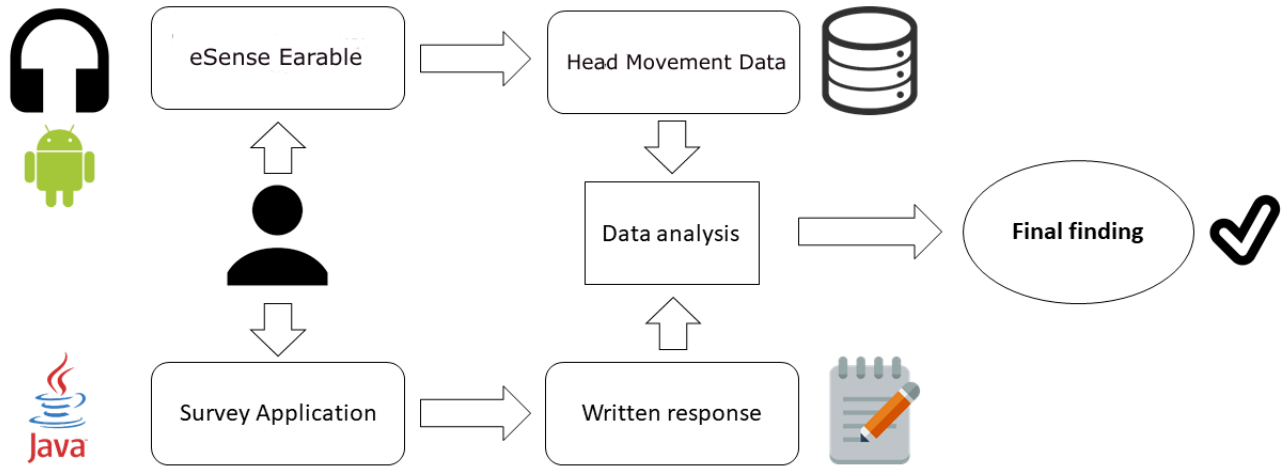 eSense Earable
Head Movement Data
Data analysis
Final finding
Survey Application
Written response
Java